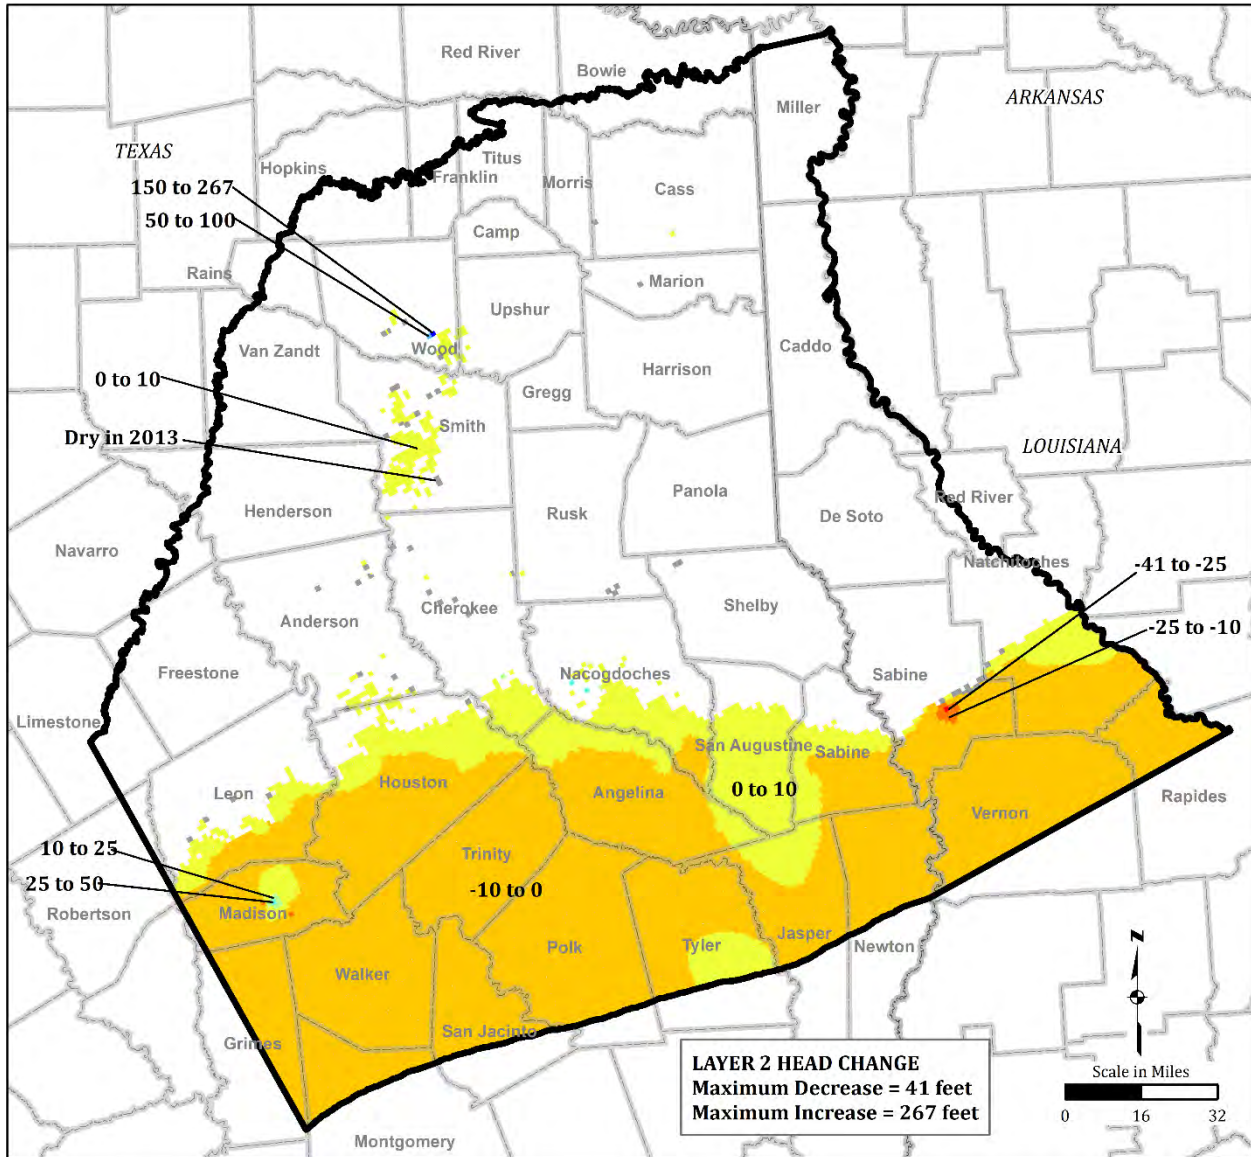 Red River
Bowie
Miller
ARKANSAS
TEXAS
Hopkins
Titus
Franklin
Morris
Cass
150 to 267
50 to 100
Camp
Rains
Marion
Upshur
Wood
Van Zandt
Caddo
Harrison
0 to 10
Gregg
Smith
Dry in 2013
LOUISIANA
Panola
Red River
Henderson
Rusk
De Soto
Navarro
Natchitoches
-41 to -25
Cherokee
Shelby
Anderson
-25 to -10
Freestone
Nacogdoches
Sabine
Limestone
San Augustine
Sabine
Houston
0 to 10
Angelina
Leon
Rapides
Vernon
10 to 25
Trinity
25 to 50
-10 to 0
Robertson
Madison
Jasper
Tyler
Polk
Newton
N
Walker
San Jacinto
Grimes
LAYER 2 HEAD CHANGE
Maximum Decrease = 41 feet
Maximum Increase = 267 feet
Scale in Miles
0 16 32
Montgomery